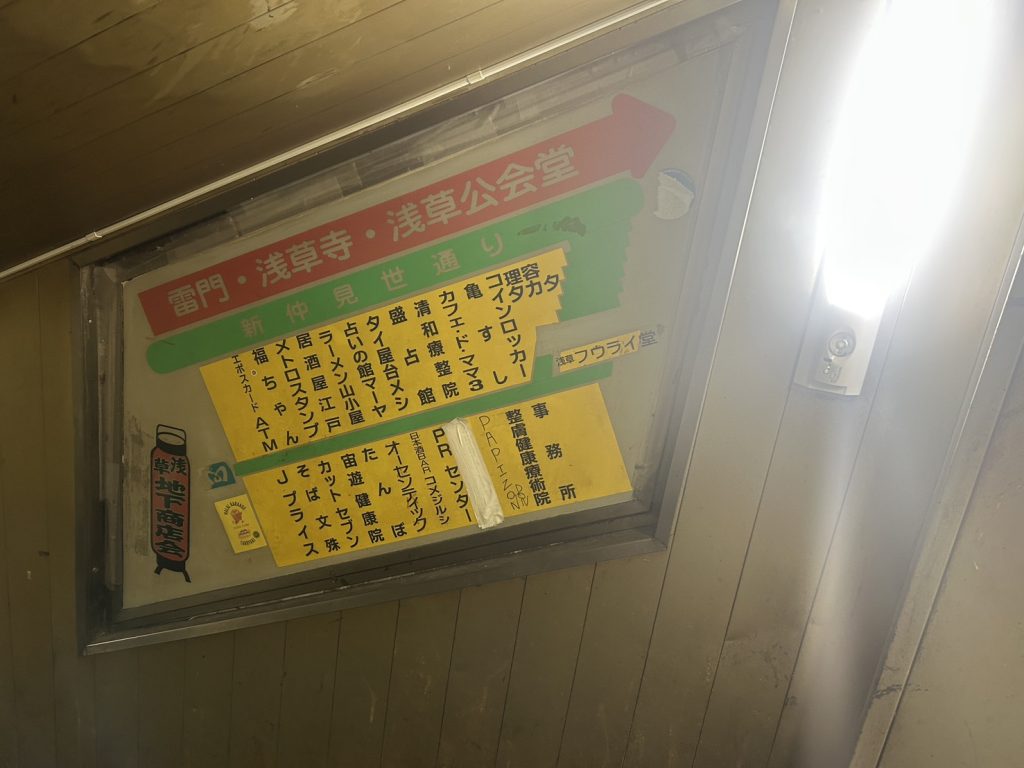 雷門・浅草寺・浅草公会堂
新仲見世通り
理容タカタ
コインロッカー
亀すし
カフェ・ド・ママ3
清和療整院
盛占館
タイ屋台メシ
占いの館マーヤ
ラーメン山小屋
居酒屋江戸
メトロスタンプ
福ちゃん
エポスカードATM
浅草フウライ堂
事務所
整膚健康療術院
PRセンター
日本酒BARコメジルシ
オーセンティック
たんぽ
宙遊健康院
カットセブン
そば文殊
Jプライス
浅草地下商店会